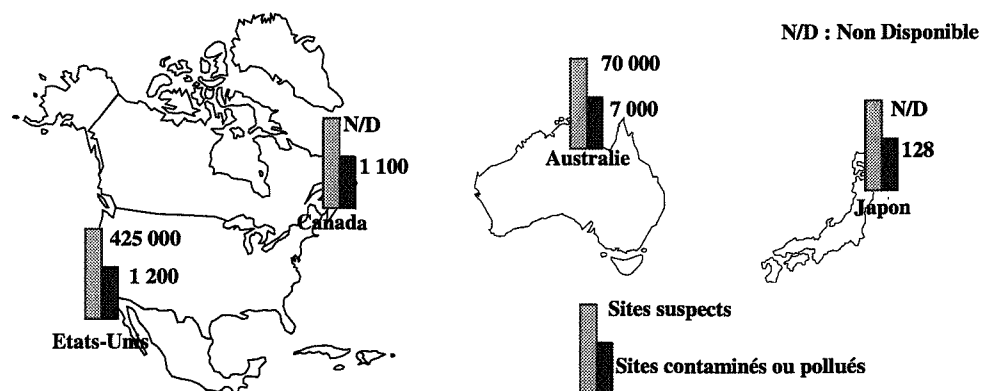 N/D : Non Disponible
70 000
7 000
Australie
N/D
128
Japon
N/D
1 100
Canada
425 000
1 200
Etats-Unis
Sites suspects
Sites contaminés ou pollués